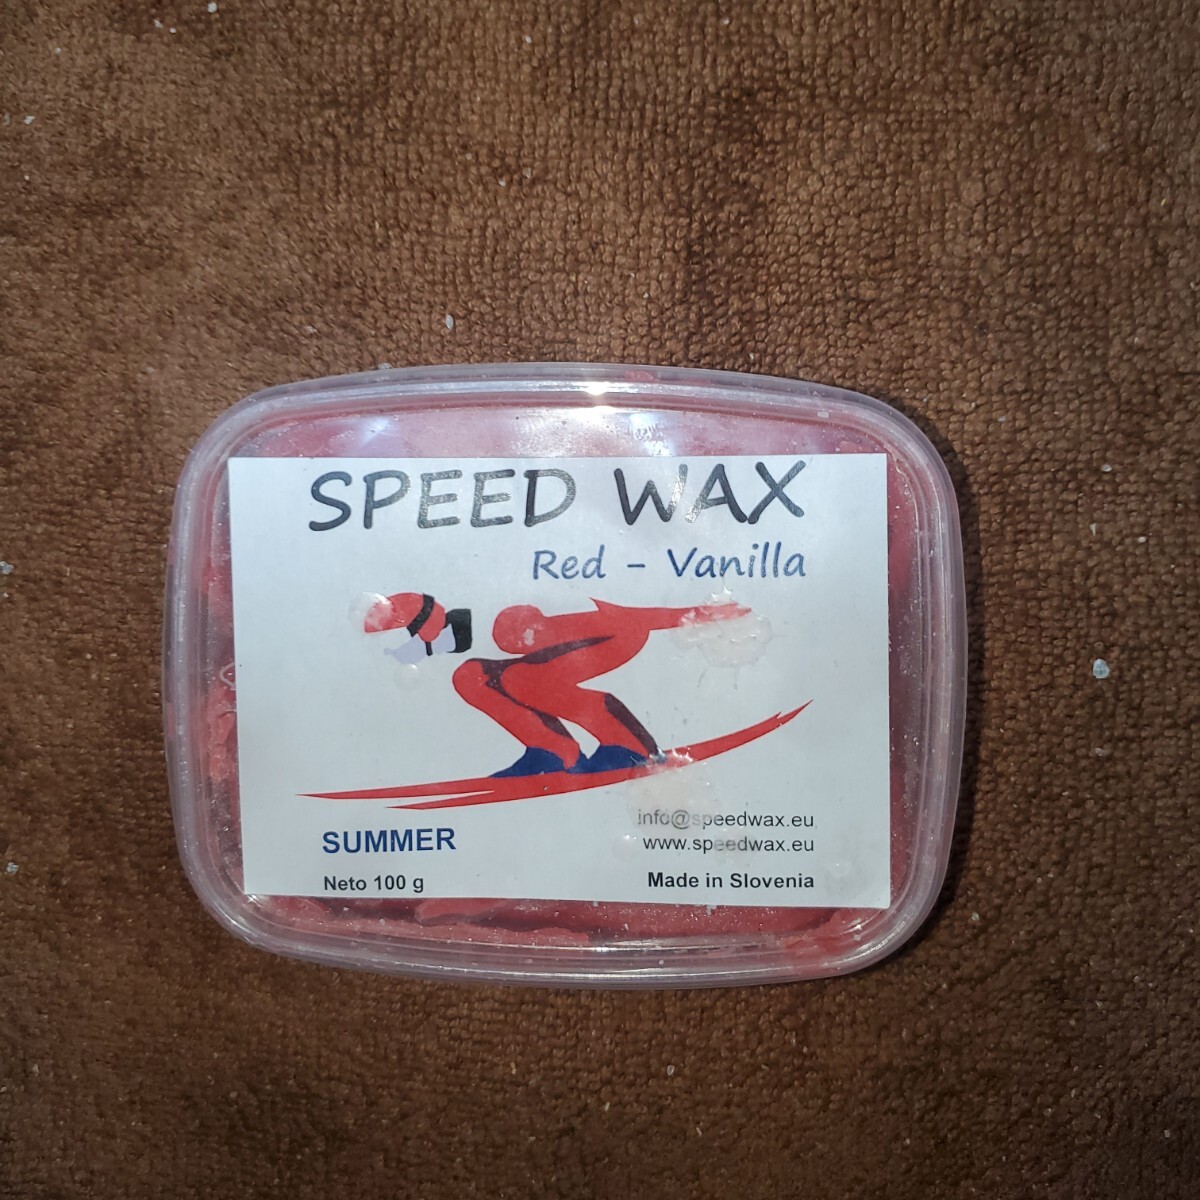 SPEED WAX
Red - Vanilla
SUMMER
Neto 100 g
info@speedwax.eu
www.speedwax.eu
Made in Slovenia